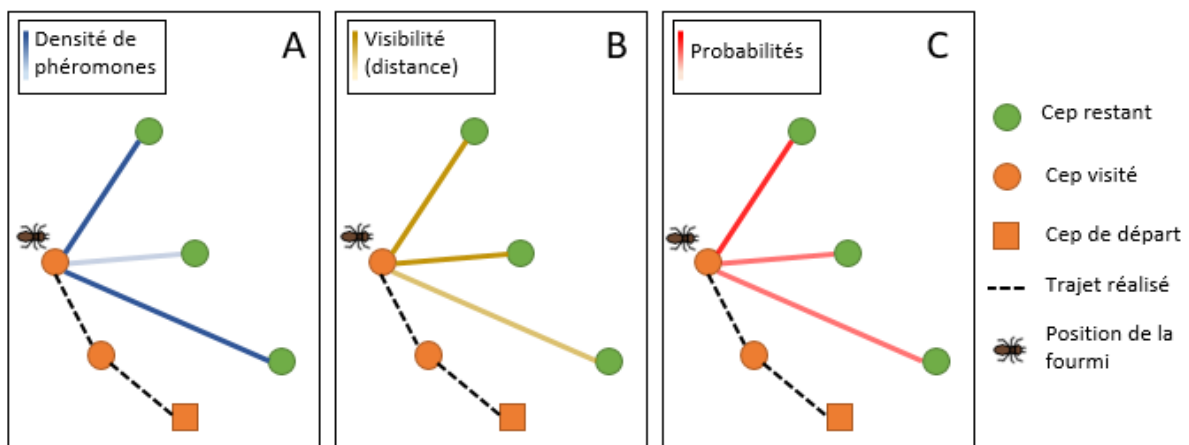 Densité de
phéromones
A
Visibilité
(distance)
B
Probabilités
C
Cep restant
Cep visité
Cep de départ
Trajet réalisé
Position de la
fourmi